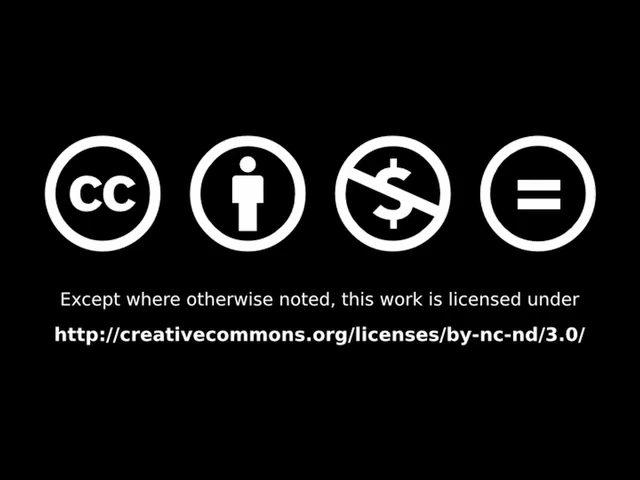 cc
$
=
Except where otherwise noted, this work is licensed under
http://creativecommons.org/licenses/by-nc-nd/3.0/